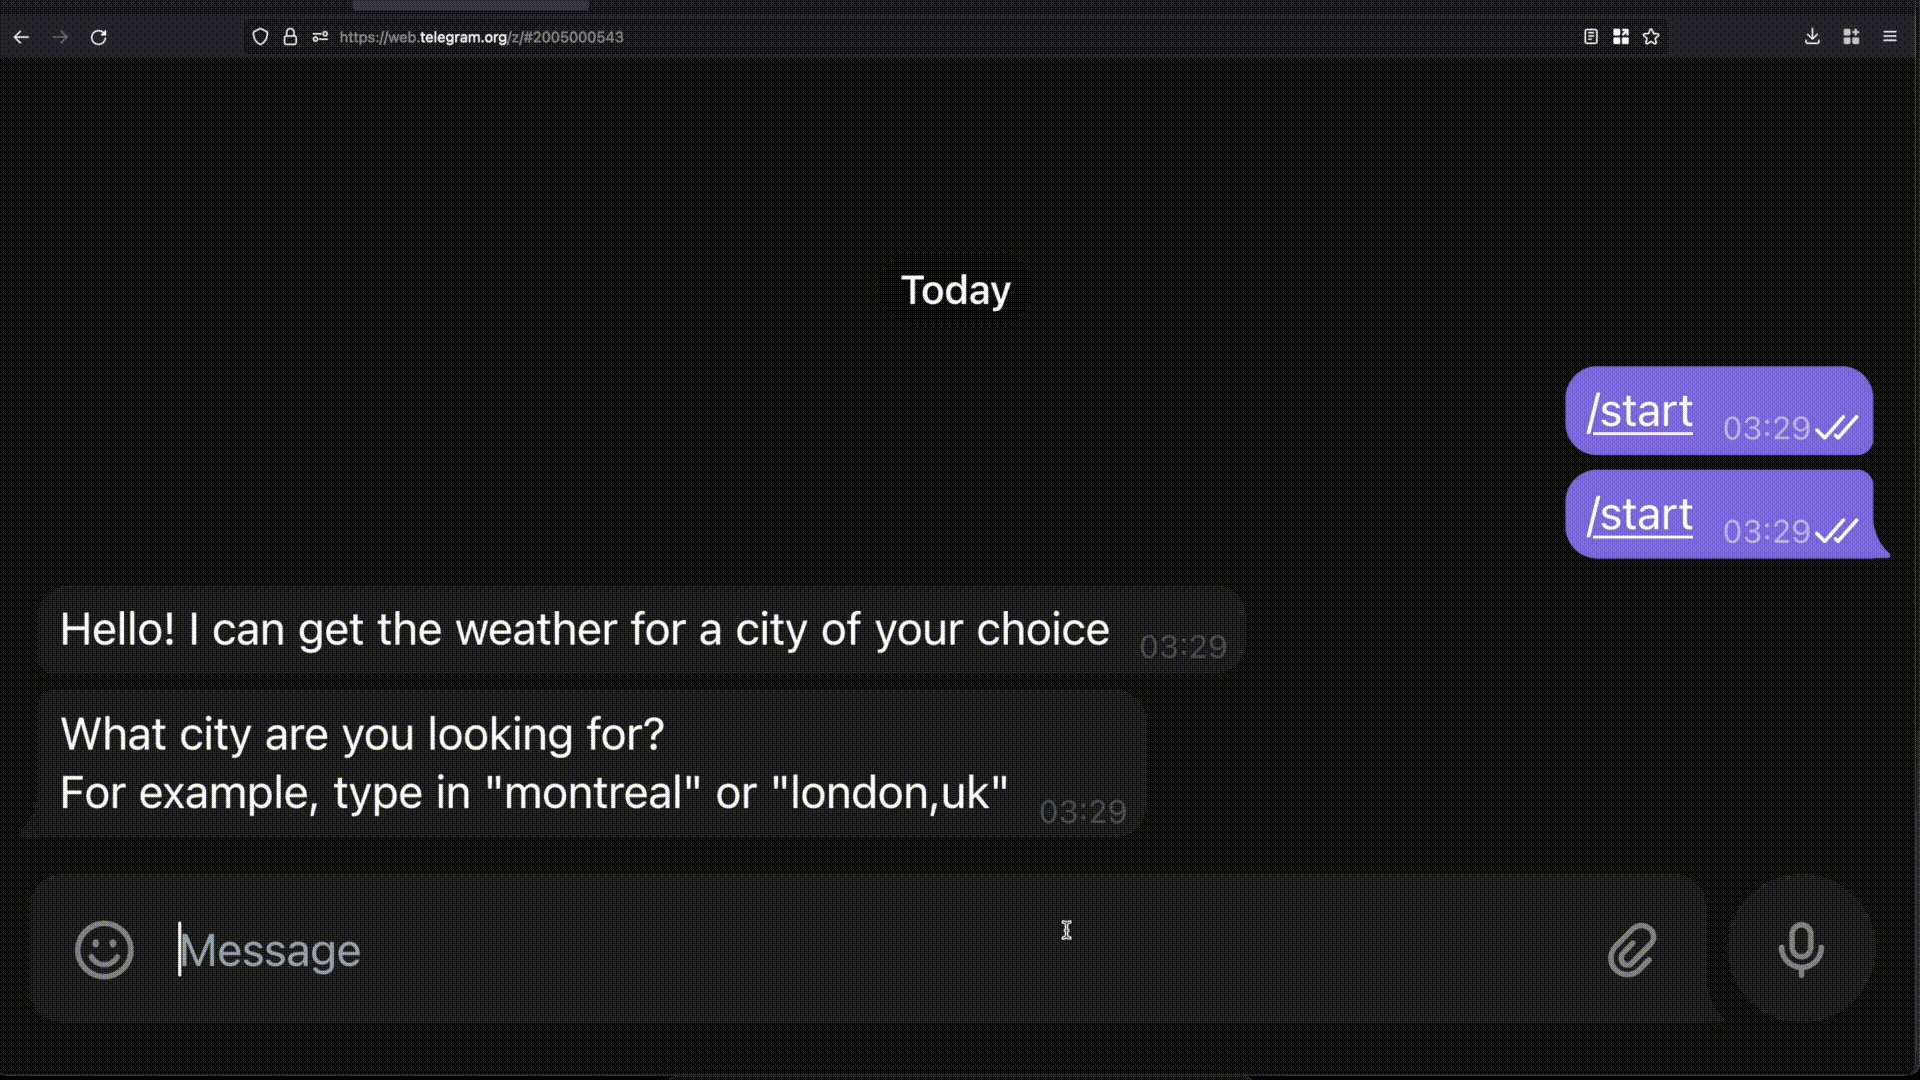 https://web.telegram.org/z/#2005000543
Today
/start 03:29
/start 03:29
Hello! I can get the weather for a city of your choice 03:29
What city are you looking for?
For example, type in "montreal" or "london,uk" 03:29
Message